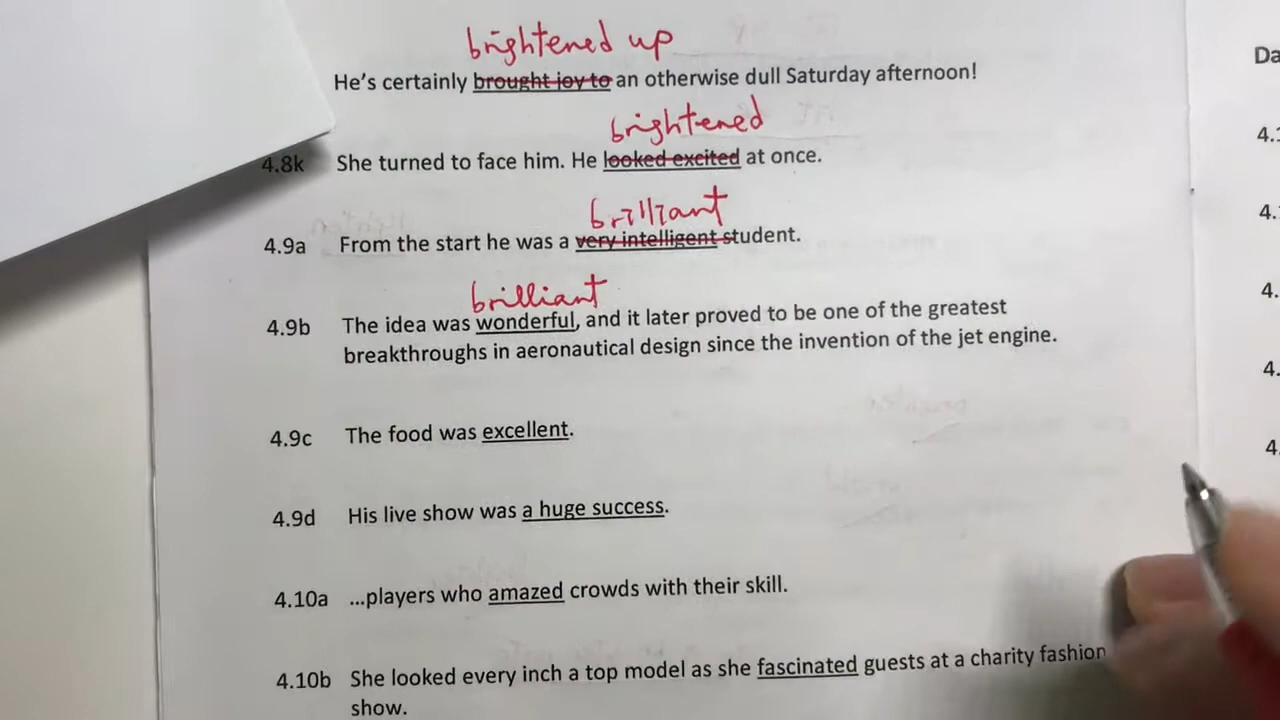 brightened up
He's certainly brought joy to an otherwise dull Saturday afternoon!
brightened
4.8k She turned to face him. He looked excited at once.
brilliant
4.9a From the start he was a very intelligent student.
brilliant
4.9b The idea was wonderful, and it later proved to be one of the greatest
breakthroughs in aeronautical design since the invention of the jet engine.
4.9c The food was excellent.
4.9d His live show was a huge success.
4.10a ...players who amazed crowds with their skill.
4.10b She looked every inch a top model as she fascinated guests at a charity fashion
show.
Da
4.
4.
4.
4.
4.